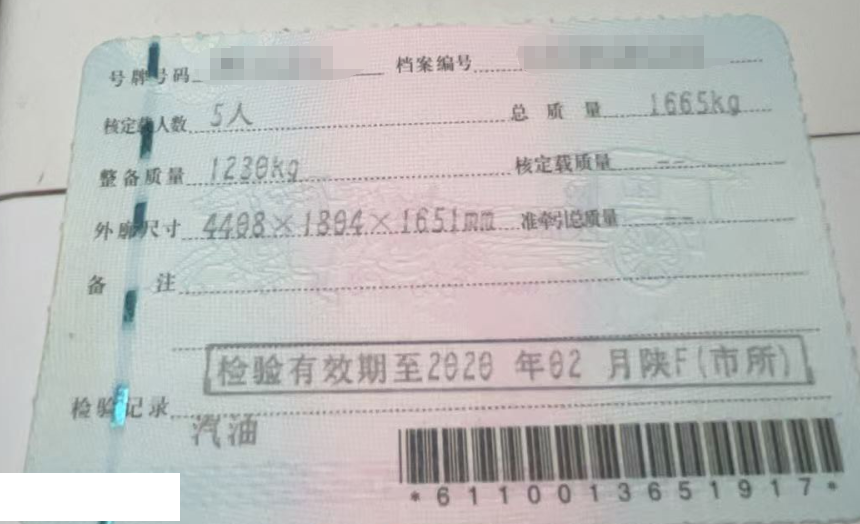 号牌号码 档案编号
核定载人数 5人 总质量 1665kg
整备质量 1230kg 核定载质量 --
外廓尺寸 4408×1804×1651mm 准牵引总质量 --
备注
检验有效期至2020年02月陕F(市所)
检验记录
汽油
*6110013651917*